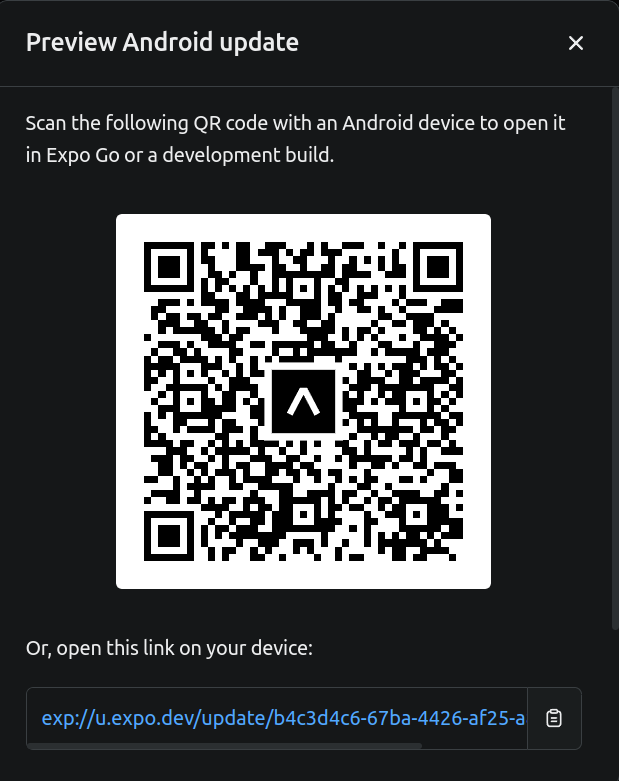 Preview Android update
Scan the following QR code with an Android device to open it
in Expo Go or a development build.
Or, open this link on your device:
exp://u.expo.dev/update/b4c3d4c6-67ba-4426-af25-a